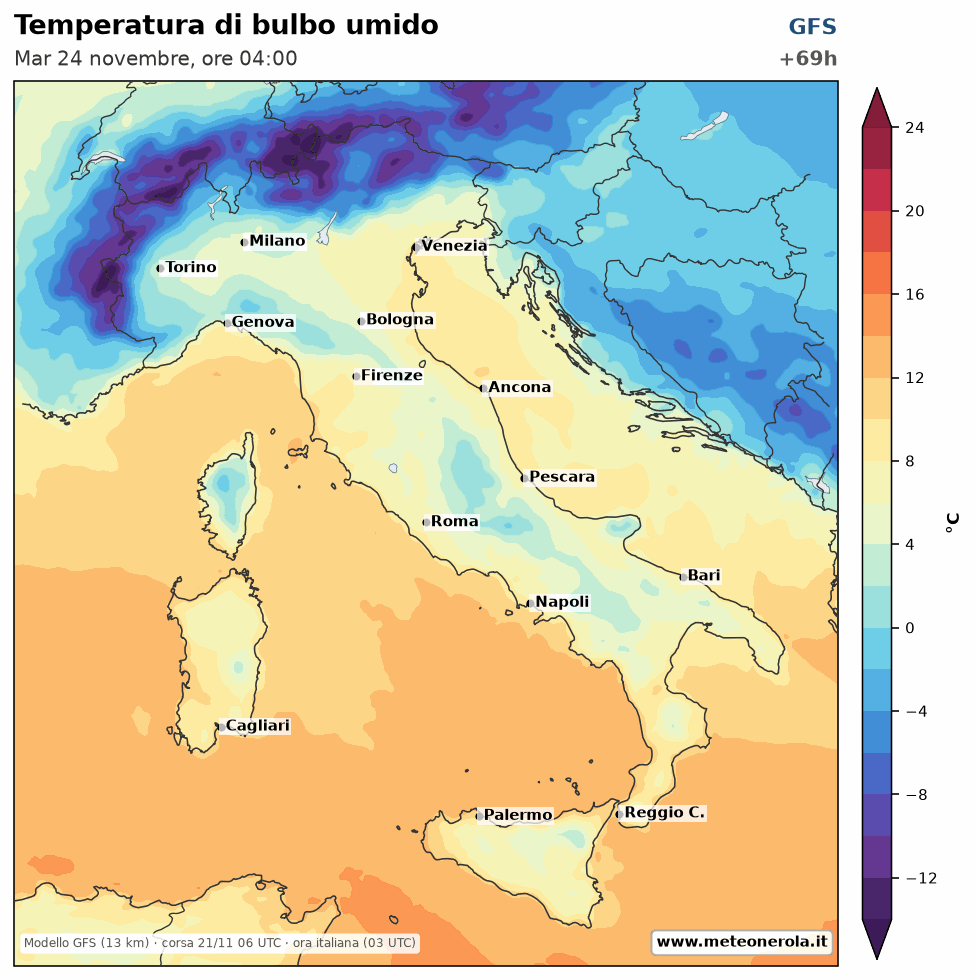 Temperatura di bulbo umido
GFS
Mar 24 novembre, ore 04:00
+69h
Milano
Venezia
Torino
Genova
Bologna
Firenze
Ancona
Pescara
Roma
Bari
Napoli
Cagliari
Palermo
Reggio C.
24
20
16
12
8
4
0
−4
−8
−12
°C
Modello GFS (13 km) · corsa 21/11 06 UTC · ora italiana (03 UTC)
www.meteonerola.it